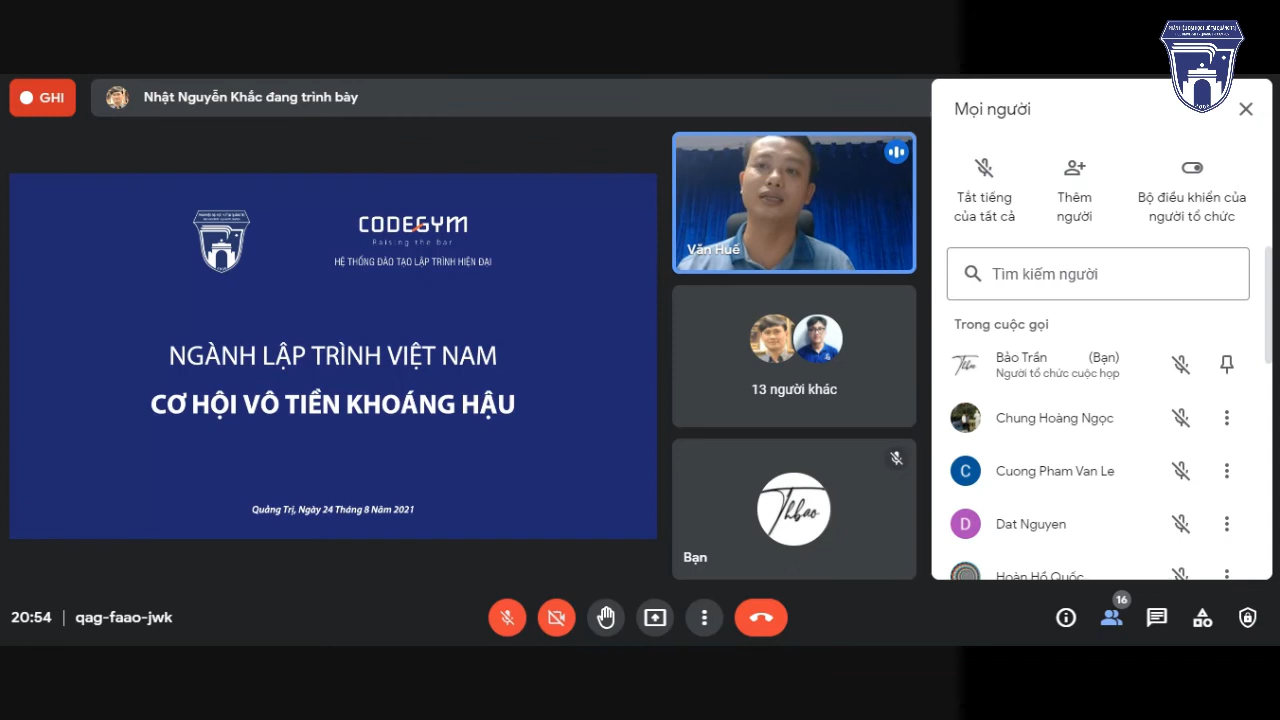 GHI
Nhật Nguyễn Khắc đang trình bày
CODEGYM
Raising the bar
HỆ THỐNG ĐÀO TẠO LẬP TRÌNH HIỆN ĐẠI
NGÀNH LẬP TRÌNH VIỆT NAM
CƠ HỘI VÔ TIỀN KHOÁNG HẬU
Quảng Trị, Ngày 24 Tháng 8 Năm 2021
Văn Huế
13 người khác
Thbao
Bạn
Mọi người
Tắt tiếng
của tất cả
Thêm
người
Bộ điều khiển của
người tổ chức
Tìm kiếm người
Trong cuộc gọi
Bảo Trần (Bạn)
Người tổ chức cuộc họp
Chung Hoàng Ngọc
C
Cuong Pham Van Le
D
Dat Nguyen
Hoàn Hồ Quốc
20:54
qag-faao-jwk
16